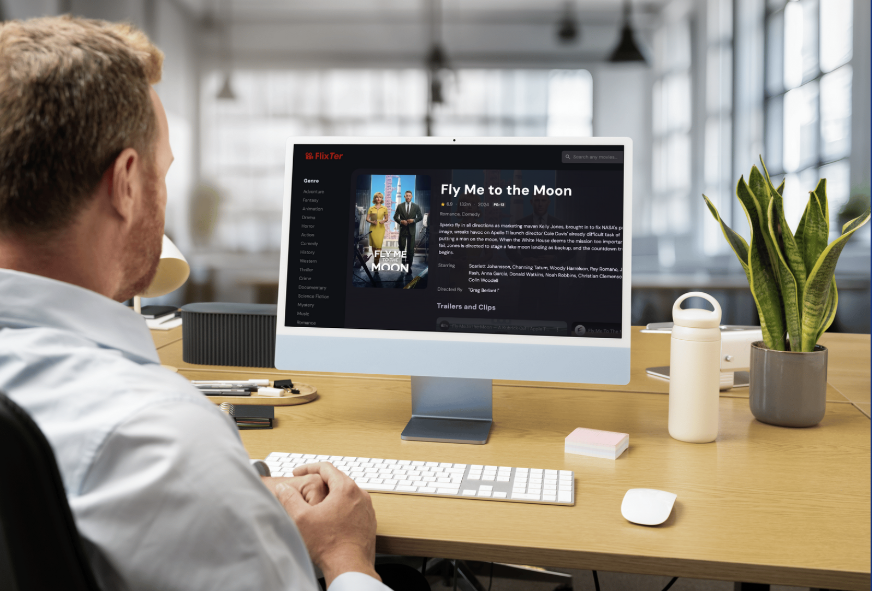 FlixTer
Search any movies...
Genre
Adventure
Fantasy
Animation
Drama
Horror
Action
Comedy
History
Western
Thriller
Crime
Documentary
Science Fiction
Mystery
Music
Romance
FLY ME
TO THE
MOON
Fly Me to the Moon
6.8 132m 2024 PG-13
Romance, Comedy
Sparks fly in all directions as marketing maven Kelly Jones, brought in to fix NASA's
image, wreaks havoc on Apollo 11 launch director Cole Davis' already difficult task of
putting a man on the moon. When the White House deems the mission too important
fail, Jones is directed to stage a fake moon landing as backup, and the countdown
begins.
Starring Scarlett Johansson, Channing Tatum, Woody Harrelson, Ray Romano,
Rash, Anna Garcia, Donald Watkins, Noah Robbins, Christian Clemenson
Colin Woodell
Directed By "Greg Berlanti"
Trailers and Clips